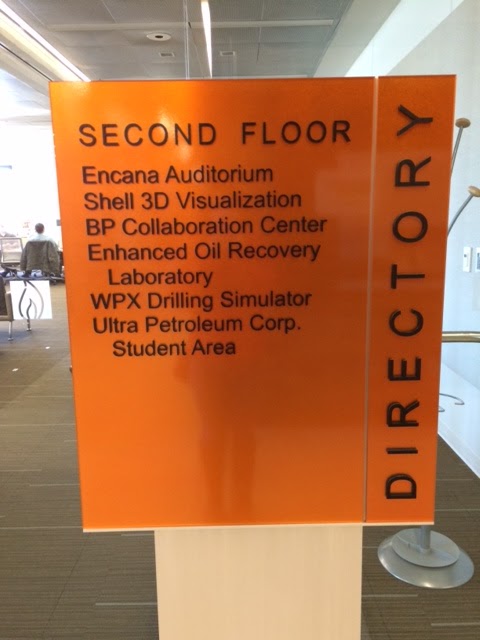 SECOND FLOOR
Encana Auditorium
Shell 3D Visualization
BP Collaboration Center
Enhanced Oil Recovery
Laboratory
WPX Drilling Simulator
Ultra Petroleum Corp.
Student Area
DIRECTORY